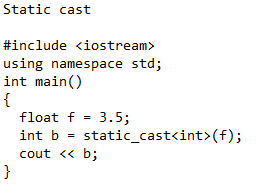 Static cast
#include <iostream>
using namespace std;
int main()
{
  float f = 3.5;
  int b = static_cast<int>(f);
  cout << b;
}